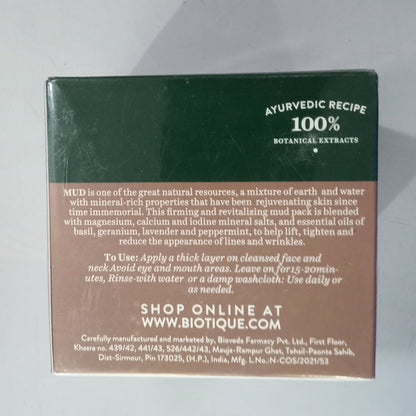 AYURVEDIC RECIPE
100%
BOTANICAL EXTRACTS
MUD is one of the great natural resources, a mixture of earth and water
with mineral-rich properties that have been rejuvenating skin since
time immemorial. This firming and revitalizing mud pack is blended
with magnesium, calcium and iodine mineral salts, and essential oils of
basil, geranium, lavender and peppermint, to help lift, tighten and
reduce the appearance of lines and wrinkles.
To Use: Apply a thick layer on cleansed face and
neck Avoid eye and mouth areas. Leave on for 15-20min-
utes, Rinse-with water or a damp washcloth: Use daily or
as needed.
SHOP ONLINE AT
WWW.BIOTIQUE.COM
Carefully manufactured and marketed by, Bioveda Farmacy Pvt. Ltd., First Floor,
Khasra no. 439/42, 441/43, 526/442/43, Mauja-Rampur Ghat, Tehsil-Paonta Sahib,
Dist-Sirmour, Pin 173025, (H.P.), India, Mfg. L.No.:N-COS/2021/53